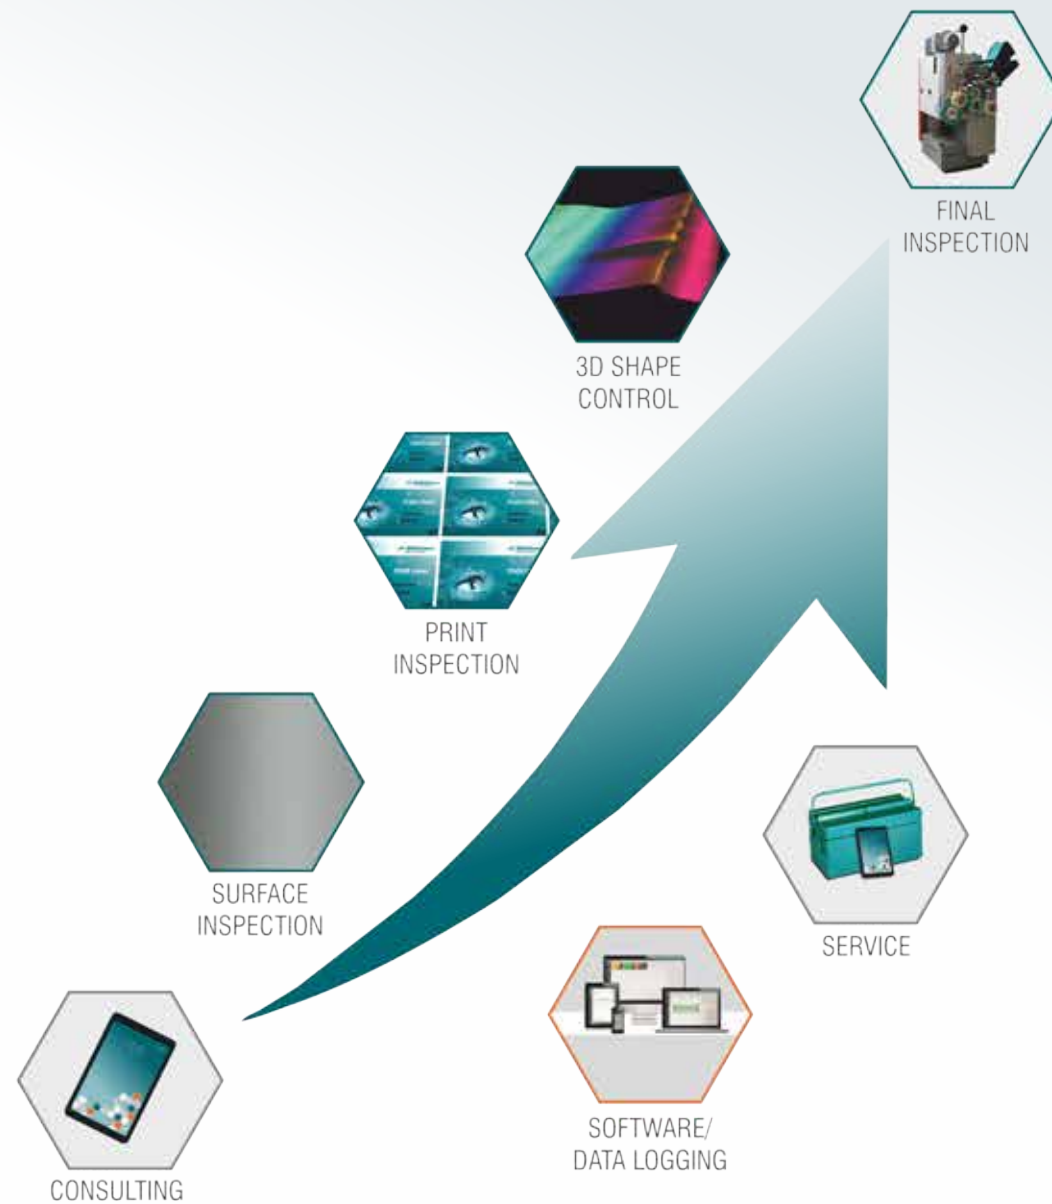 FINAL
INSPECTION
3D SHAPE
CONTROL
PRINT
INSPECTION
SURFACE
INSPECTION
SERVICE
SOFTWARE/
DATA LOGGING
CONSULTING